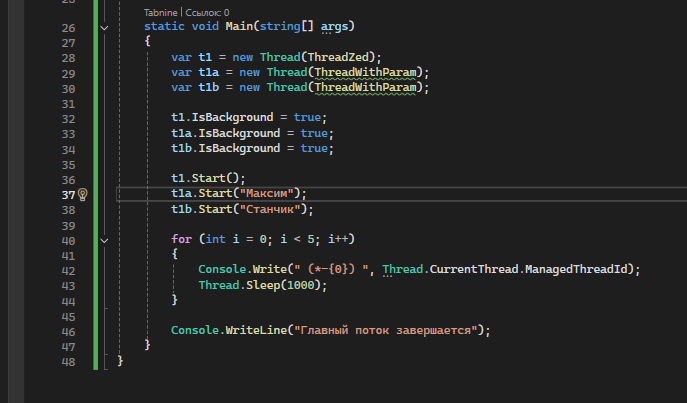 Tabnine | Ссылок: 0
26 static void Main(string[] args)
27 {
28 var t1 = new Thread(ThreadZed);
29 var t1a = new Thread(ThreadWithParam);
30 var t1b = new Thread(ThreadWithParam);
31
32 t1.IsBackground = true;
33 t1a.IsBackground = true;
34 t1b.IsBackground = true;
35
36 t1.Start();
37 t1a.Start("Максим");
38 t1b.Start("Станчик");
39
40 for (int i = 0; i < 5; i++)
41 {
42 Console.Write(" (*-{0}) ", Thread.CurrentThread.ManagedThreadId);
43 Thread.Sleep(1000);
44 }
45
46 Console.WriteLine("Главный поток завершается");
47 }
48 }